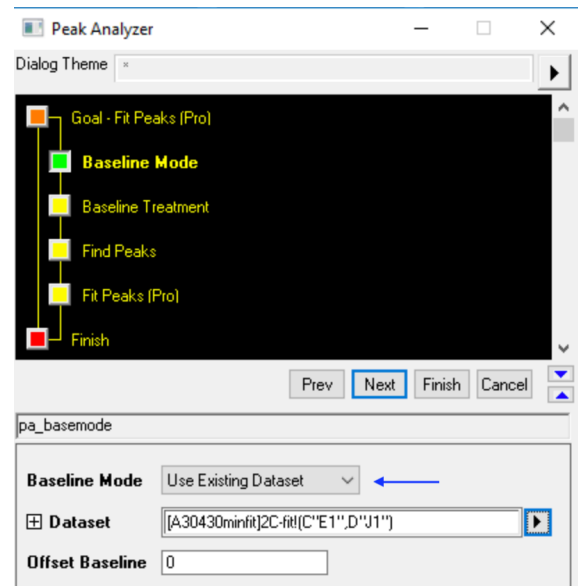 Peak Analyzer
Dialog Theme *
Goal - Fit Peaks (Pro)
Baseline Mode
Baseline Treatment
Find Peaks
Fit Peaks (Pro)
Finish
Prev Next Finish Cancel
pa_basemode
Baseline Mode Use Existing Dataset
Dataset [A30430minfit]2C-fit!(C"E1",D"J1")
Offset Baseline 0